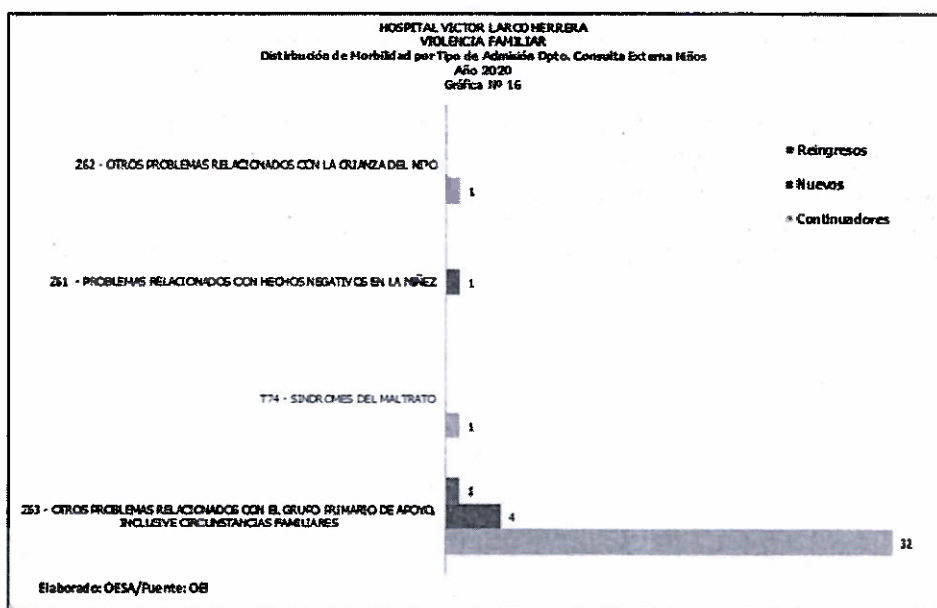 HOSPITAL VICTOR LARCO HERRERA
VIOLENCIA FAMILIAR
Distribución de Morbilidad por Tipo de Admisión Dpto. Consulta Externa Niños
Año 2020
Gráfica Nº 16
Z62 - OTROS PROBLEMAS RELACIONADOS CON LA CRIANZA DEL NIÑO
1
Reingresos
Nuevos
Continuadores
Z61 - PROBLEMAS RELACIONADOS CON HECHOS NEGATIVOS EN LA NIÑEZ
1
T74 - SINDROMES DEL MALTRATO
1
Z63 - OTROS PROBLEMAS RELACIONADOS CON EL GRUPO PRIMARIO DE APOYO,
INCLUSIVE CIRCUNSTANCIAS FAMILIARES
1
4
32
Elaborado: OESA/Fuente: OEI